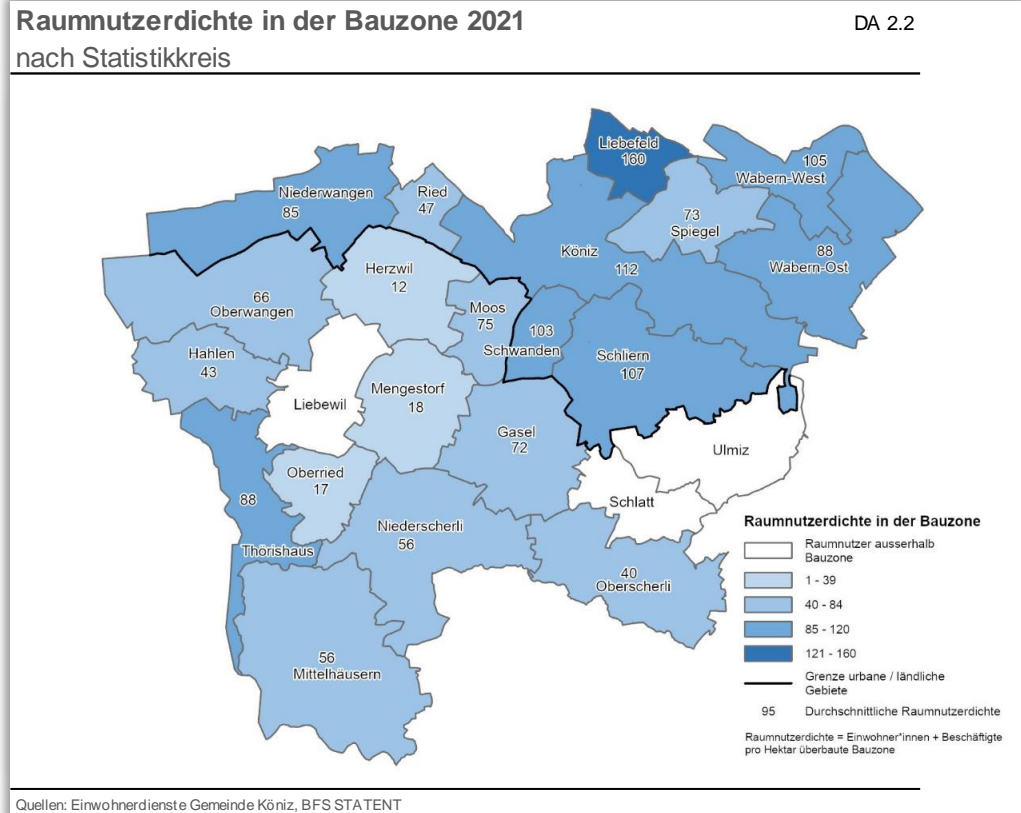 Raumnutzerdichte in der Bauzone 2021
DA 2.2
nach Statistikkreis
Liebefeld
160
105
Wabern-West
Niederwangen
85
Ried
47
73
Spiegel
Köniz
112
88
Wabern-Ost
Herzwil
12
66
Oberwangen
Moos
75
103
Schwanden
Schliern
107
Hahlen
43
Liebewil
Mengestorf
18
Gasel
72
Ulmiz
Oberried
17
Schlatt
88
Thörishaus
Niederscherli
56
40
Oberscherli
56
Mittelhäusern
Raumnutzerdichte in der Bauzone
Raumnutzer ausserhalb
Bauzone
1 - 39
40 - 84
85 - 120
121 - 160
Grenze urbane / ländliche
Gebiete
95 Durchschnittliche Raumnutzerdichte
Raumnutzerdichte = Einwohner*innen + Beschäftigte
pro Hektar überbaute Bauzone
Quellen: Einwohnerdienste Gemeinde Köniz, BFS STATENT